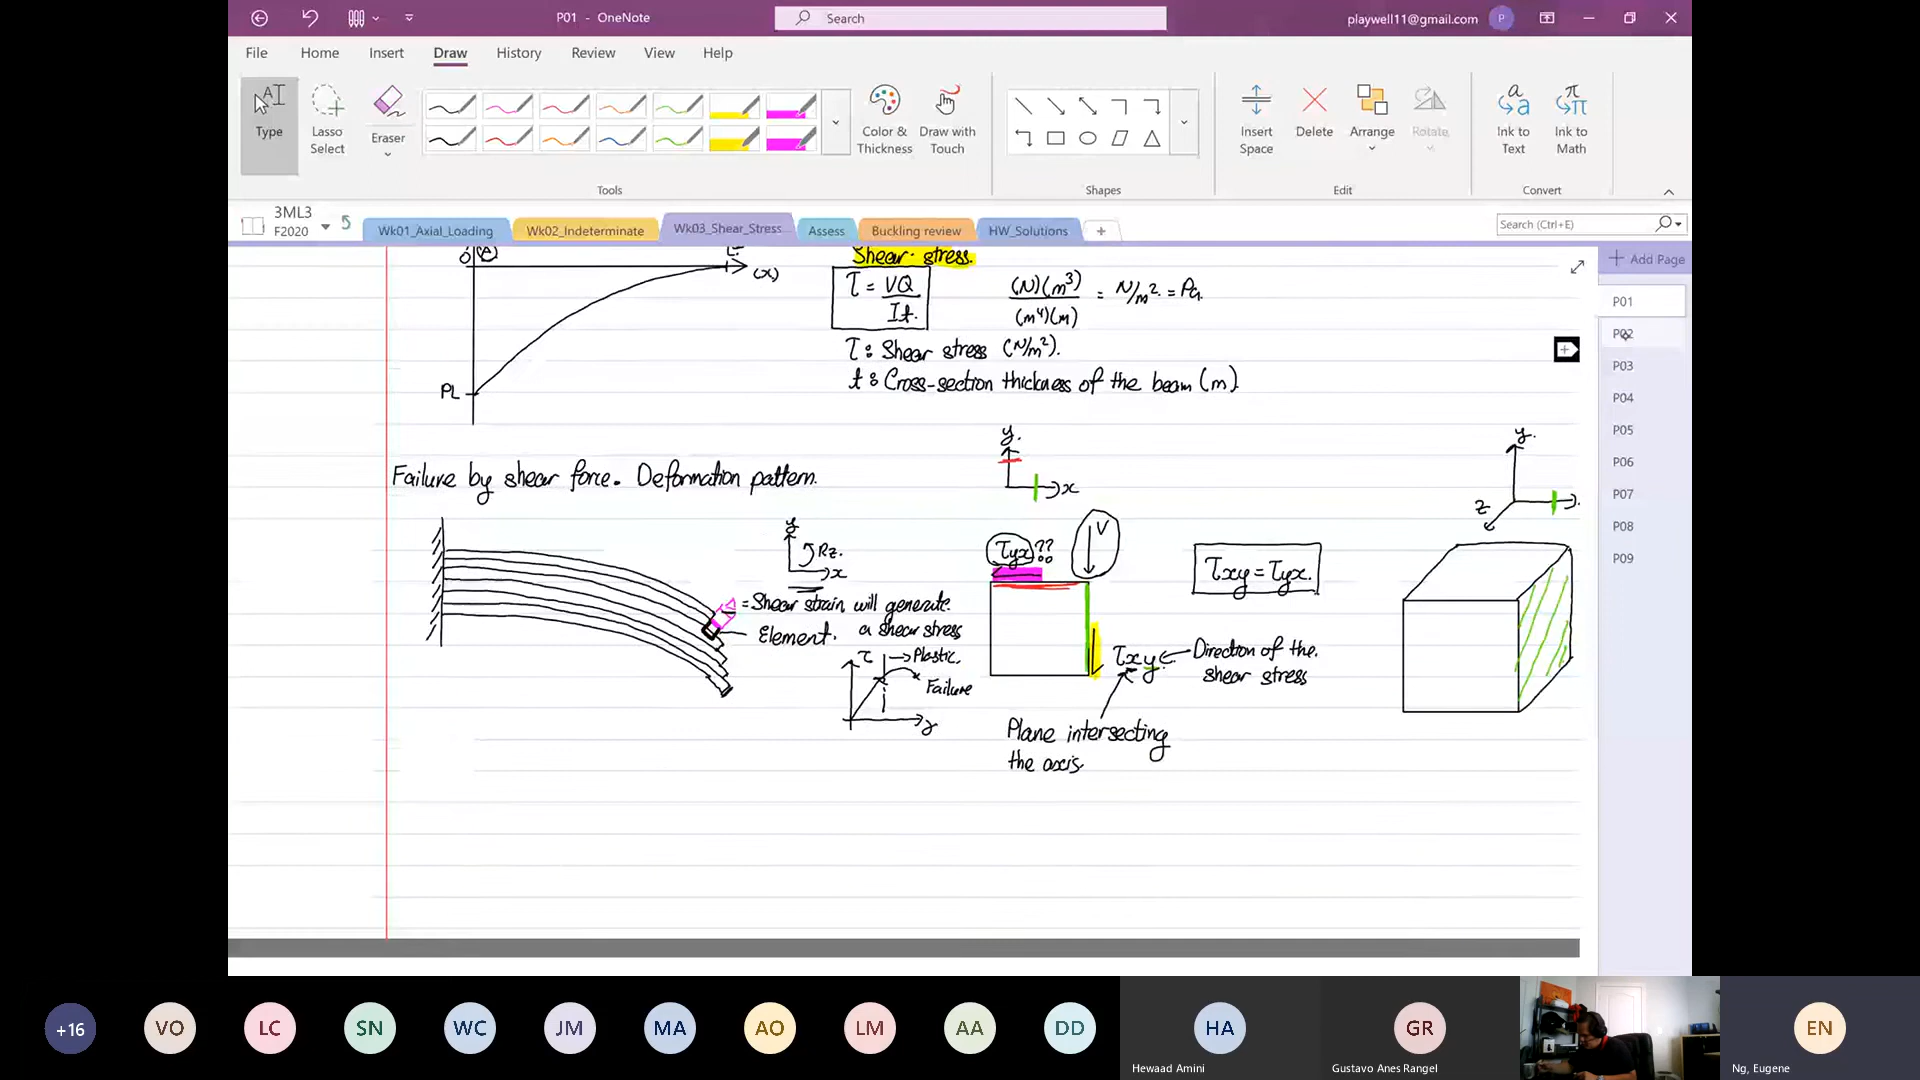 P01 - OneNote
Search
playwell11@gmail.com
P
File
Home
Insert
Draw
History
Review
View
Help
Type
Lasso
Select
Eraser
Color &
Thickness
Draw with
Touch
Insert
Space
Delete
Arrange
Rotate
Ink to
Text
Ink to
Math
Tools
Shapes
Edit
Convert
3ML3
F2020
Wk01_Axial_Loading
Wk02_Indeterminate
Wk03_Shear_Stress
Assess
Buckling review
HW_Solutions
+
Search (Ctrl+E)
Add Page
P01
P02
P03
P04
P05
P06
P07
P08
P09
0
(x)
PL
Shear stress.
τ = VQ
It.
(N)(m³)
(m⁴)(m)
= N/m² = Pa.
τ: Shear stress (N/m²).
t: Cross-section thickness of the beam (m).
Failure by shear force. Deformation pattern.
y
Rz.
x
= Shear strain will generate
a shear stress
Element.
τ
→ Plastic.
Failure
γ
y.
x
τyx ??
V
τxy
Direction of the
shear stress
Plane intersecting
the axis
τxy = τyx.
y.
z
+16
VO
LC
SN
WC
JM
MA
AO
LM
AA
DD
HA
Hewaad Amini
GR
Gustavo Anes Rangel
EN
Ng, Eugene